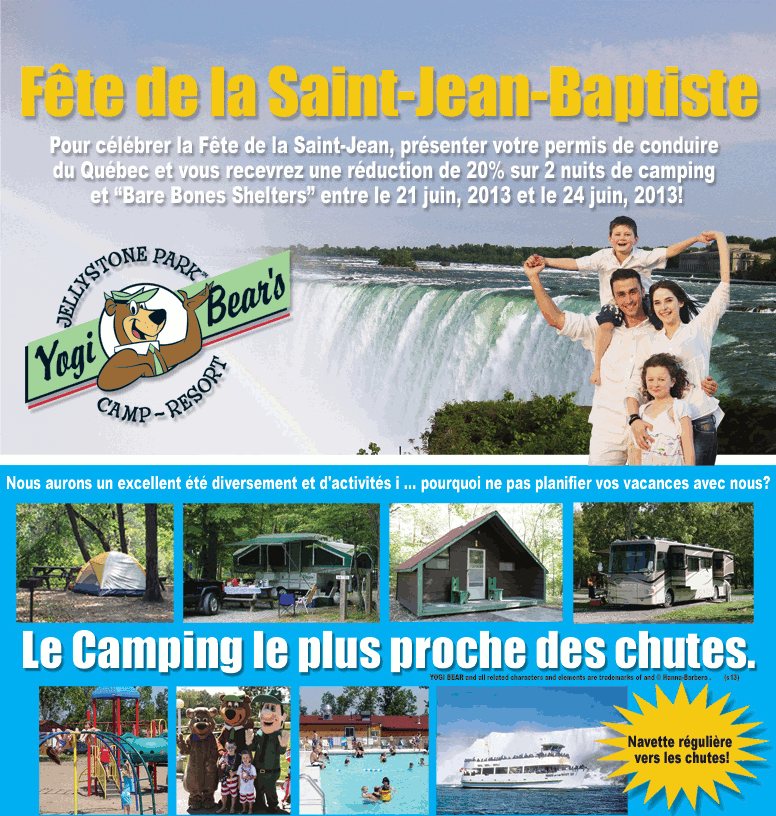 Fête de la Saint-Jean-Baptiste
Pour célébrer la Fête de la Saint-Jean, présenter votre permis de conduire
du Québec et vous recevrez une réduction de 20% sur 2 nuits de camping
et “Bare Bones Shelters” entre le 21 juin, 2013 et le 24 juin, 2013!
JELLYSTONE PARK™
Yogi Bear's
CAMP-RESORT
Nous aurons un excellent été diversement et d'activités i ... pourquoi ne pas planifier vos vacances avec nous?
Le Camping le plus proche des chutes.
YOGI BEAR and all related characters and elements are trademarks of and © Hanna-Barbera . (s13)
Navette régulière
vers les chutes!